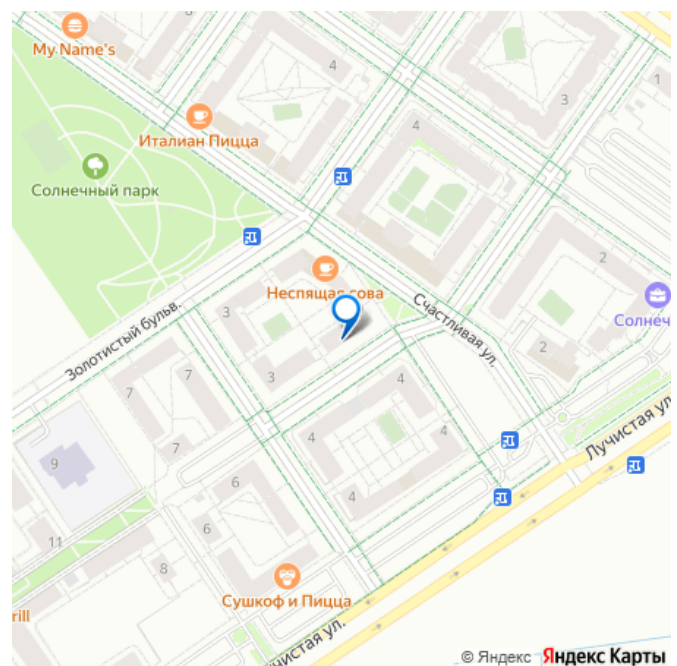 My Name's
4
3
1
Италиан Пицца
4
Солнечный парк
2
Неспящая сова
Солнеч
3
Счастливая ул.
Золотистый бульв.
2
3
7
7
4
Лучистая ул
7
4
4
9
6
4
6
11
8
Сушкоф и Пицца
rill
чистая ул.
© Яндекс Яндекс Карты